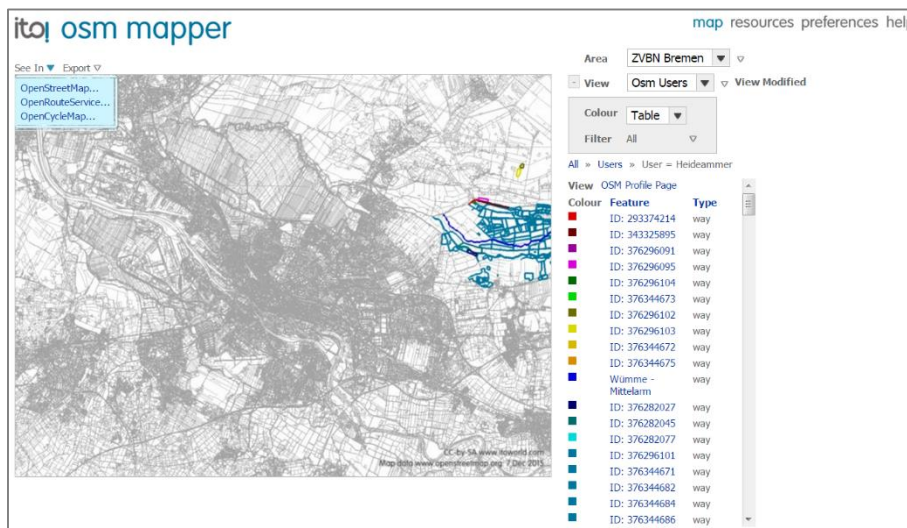 ito! osm mapper
map resources preferences help
See In Export
OpenStreetMap...
OpenRouteService...
OpenCycleMap...
Area ZVBN Bremen
- View Osm Users View Modified
Colour Table
Filter All
All » Users » User = Heideammer
View OSM Profile Page
Colour Feature Type
ID: 293374214 way
ID: 343325895 way
ID: 376296091 way
ID: 376296095 way
ID: 376296104 way
ID: 376344673 way
ID: 376296102 way
ID: 376296103 way
ID: 376344672 way
ID: 376344675 way
Wümme - way
Mittelarm
ID: 376282027 way
ID: 376282045 way
ID: 376282077 way
ID: 376296101 way
ID: 376344671 way
ID: 376344682 way
ID: 376344684 way
ID: 376344686 way
CC-by-SA www.itoworld.com
Map data www.openstreetmap.org 7 Dec 2015